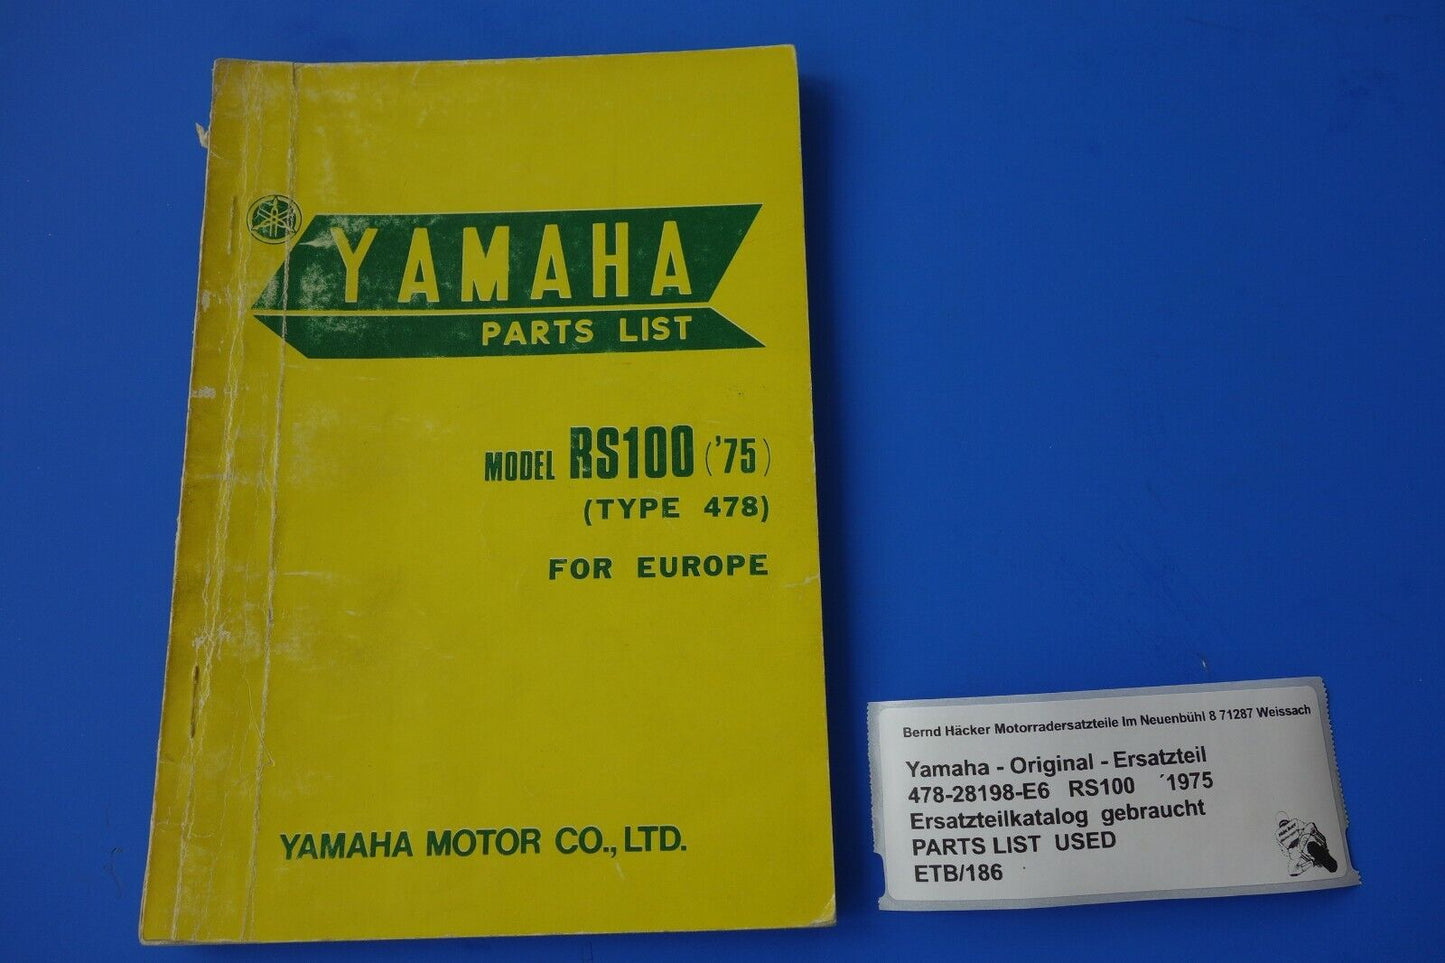 YAMAHA
PARTS LIST
MODEL RS100 ('75)
(TYPE 478)
FOR EUROPE
YAMAHA MOTOR CO., LTD.
Bernd Häcker Motorradersatzteile Im Neuenbühl 8 71287 Weissach
Yamaha - Original - Ersatzteil
478-28198-E6 RS100 ´1975
Ersatzteilkatalog gebraucht
PARTS LIST USED
ETB/186